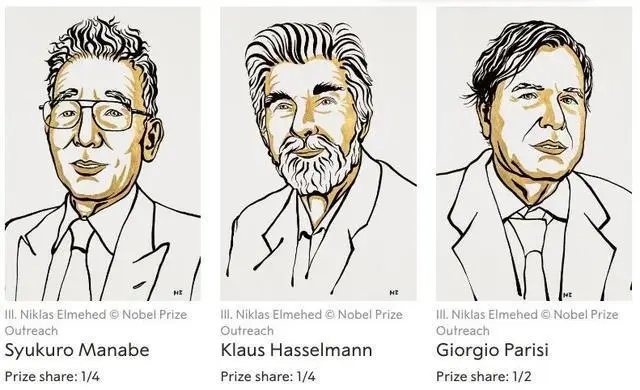 Ill. Niklas Elmehed © Nobel Prize
Outreach
Syukuro Manabe
Prize share: 1/4
Ill. Niklas Elmehed © Nobel Prize
Outreach
Klaus Hasselmann
Prize share: 1/4
Ill. Niklas Elmehed © Nobel Prize
Outreach
Giorgio Parisi
Prize share: 1/2